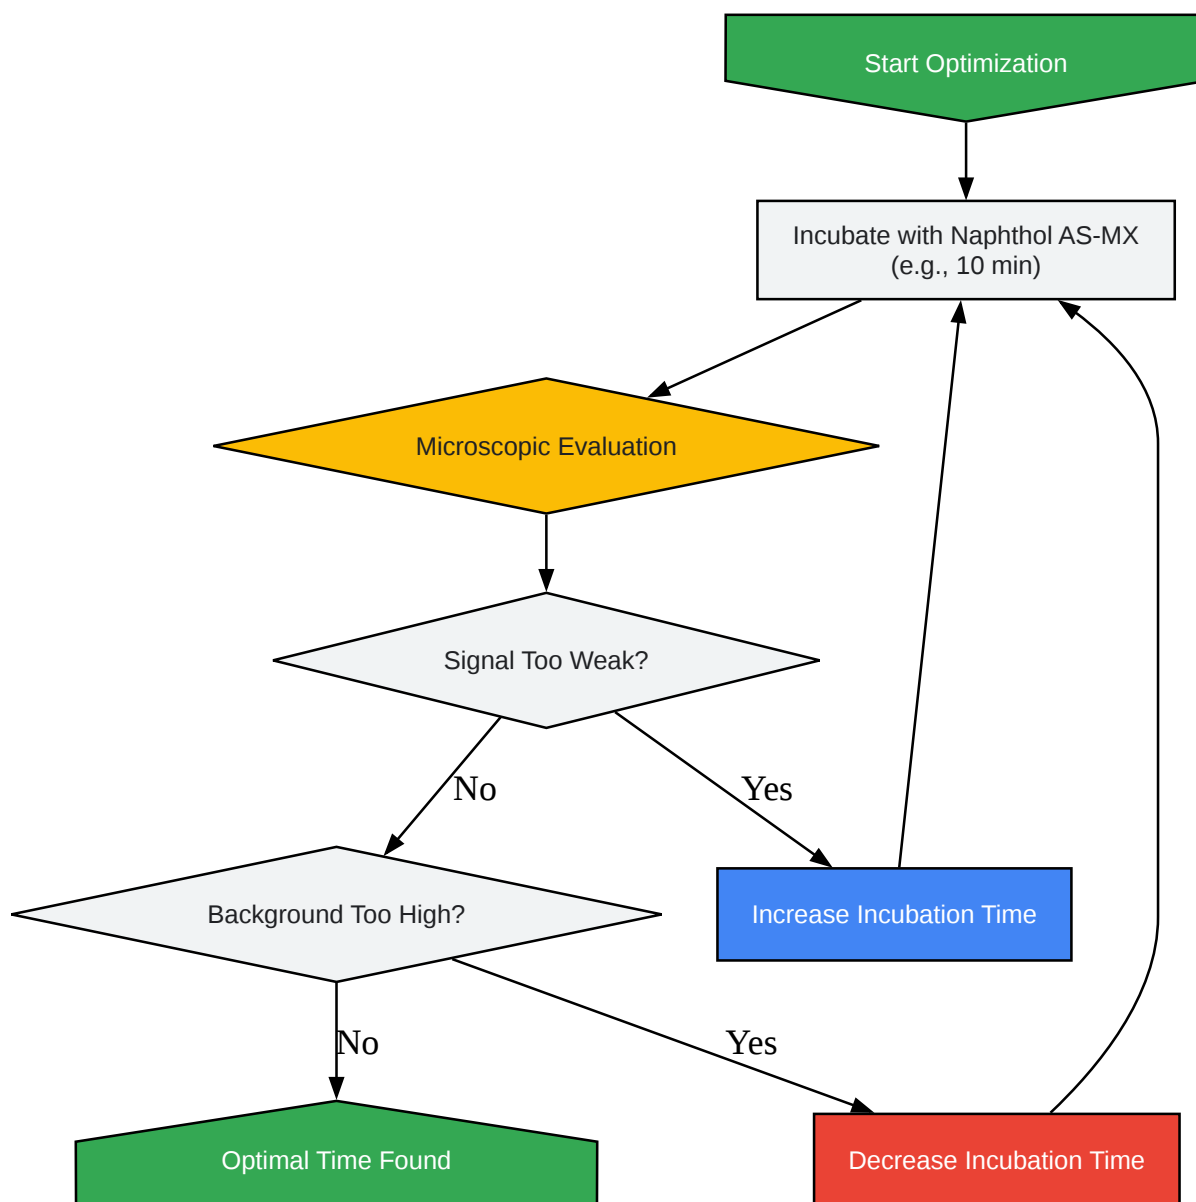 Start Optimization
Incubate with Naphthol AS-MX
(e.g., 10 min)
Microscopic Evaluation
Signal Too Weak?
No
Yes
Background Too High?
Increase Incubation Time
No
Yes
Optimal Time Found
Decrease Incubation Time